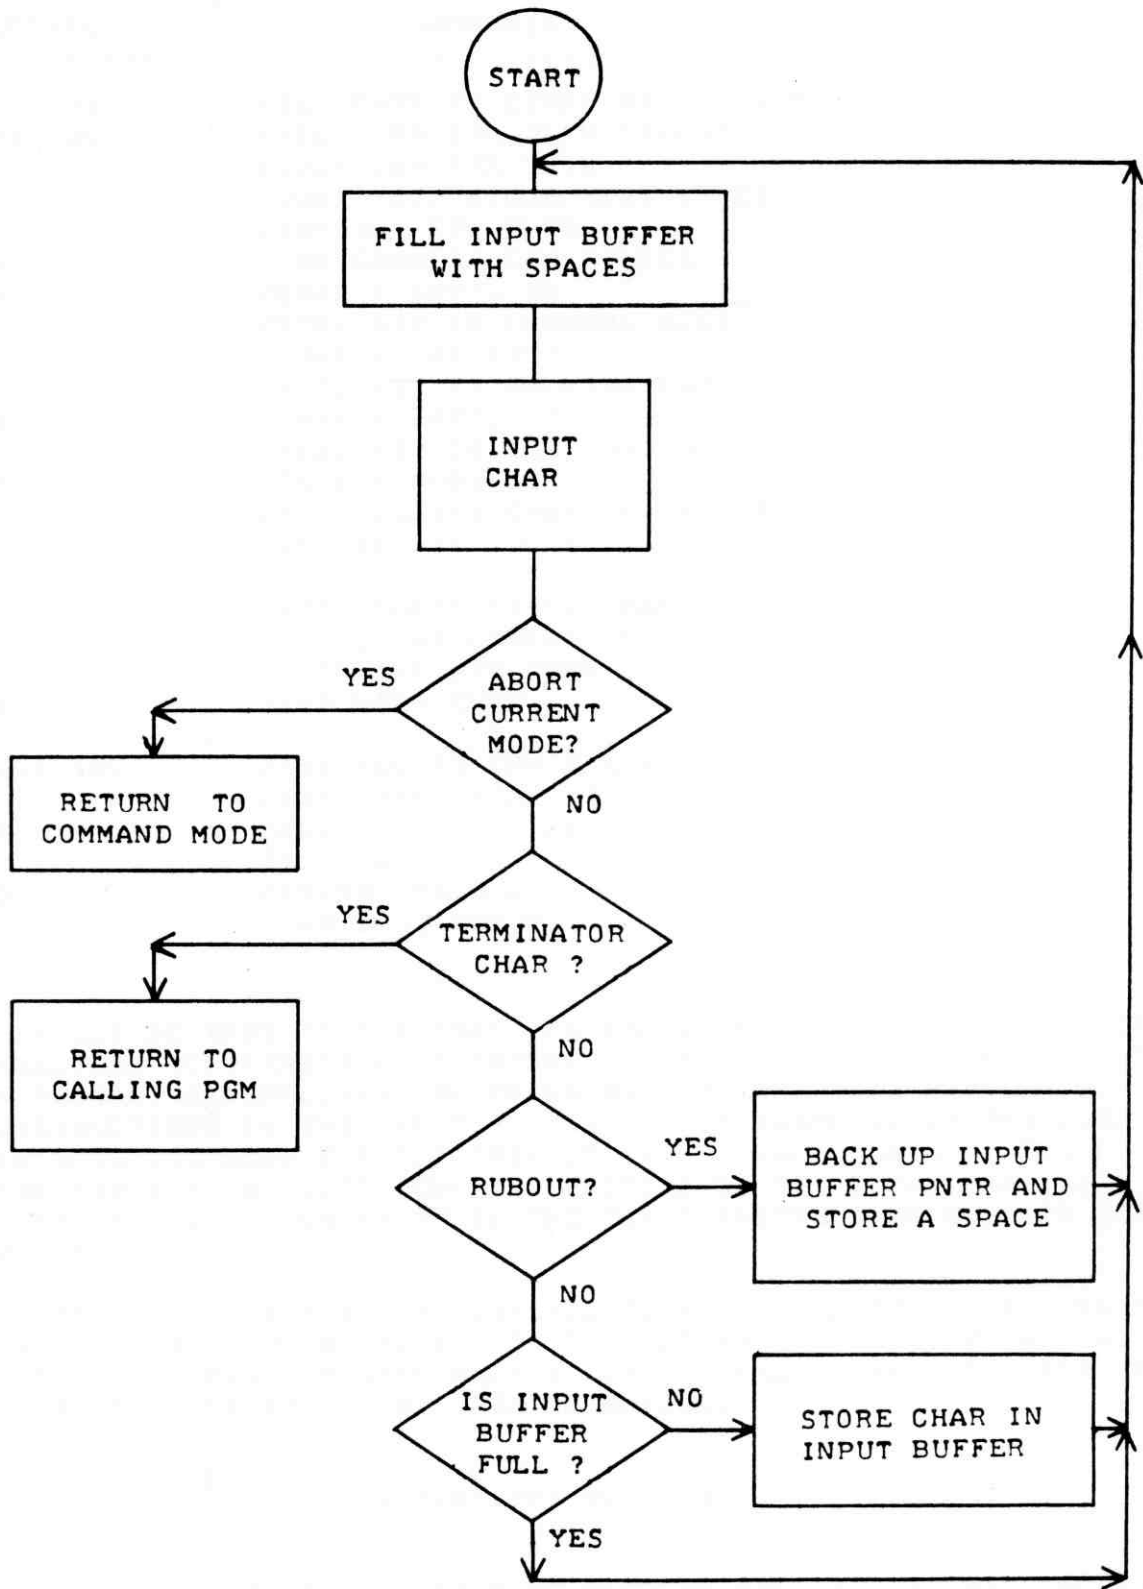 START
FILL INPUT BUFFER
WITH SPACES
INPUT
CHAR
YES
ABORT
CURRENT
MODE?
NO
RETURN TO
COMMAND MODE
YES
TERMINATOR
CHAR ?
NO
RETURN TO
CALLING PGM
RUBOUT?
YES
BACK UP INPUT
BUFFER PNTR AND
STORE A SPACE
NO
IS INPUT
BUFFER
FULL ?
NO
STORE CHAR IN
INPUT BUFFER
YES